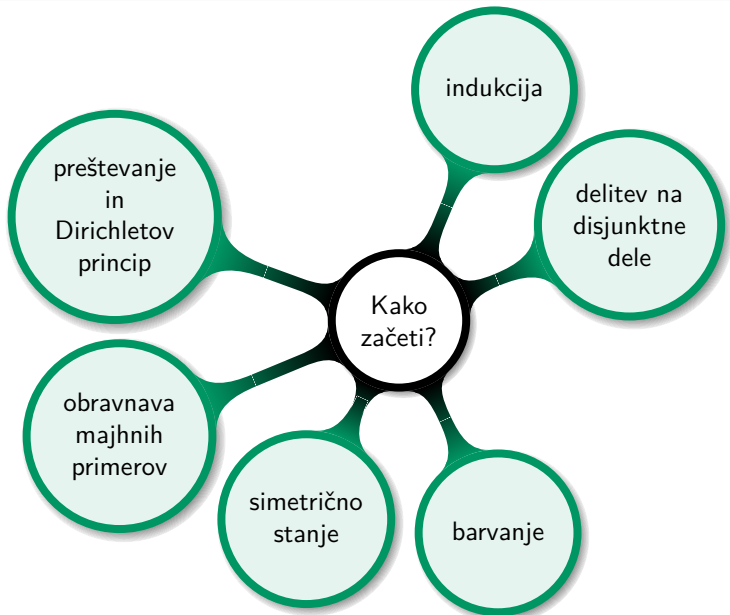 Kako
začeti?
indukcija
delitev na
disjunktne
dele
barvanje
simetrično
stanje
obravnava
majhnih
primerov
preštevanje
in
Dirichletov
princip